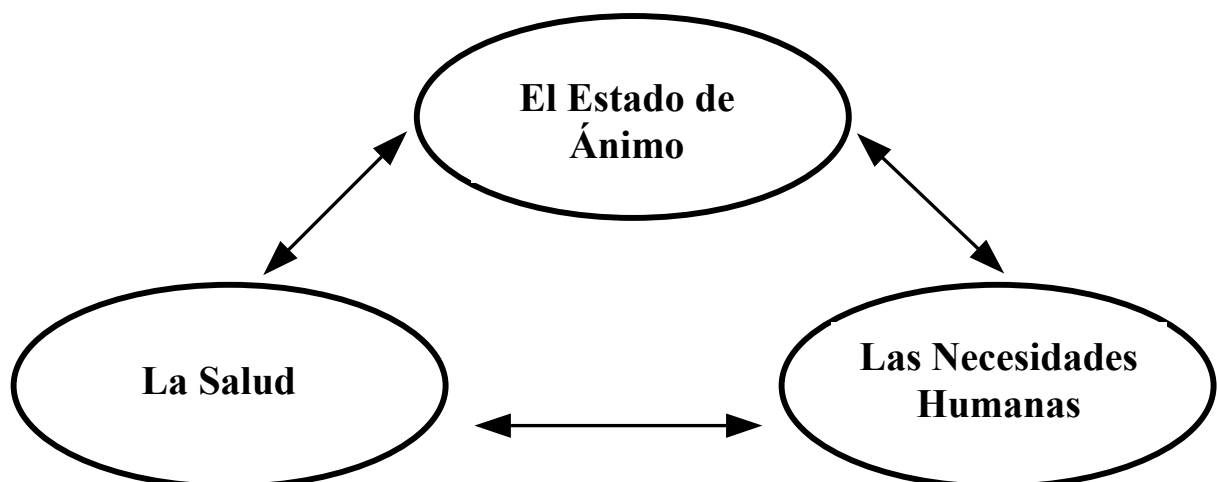 El Estado de
Ánimo
La Salud
Las Necesidades
Humanas